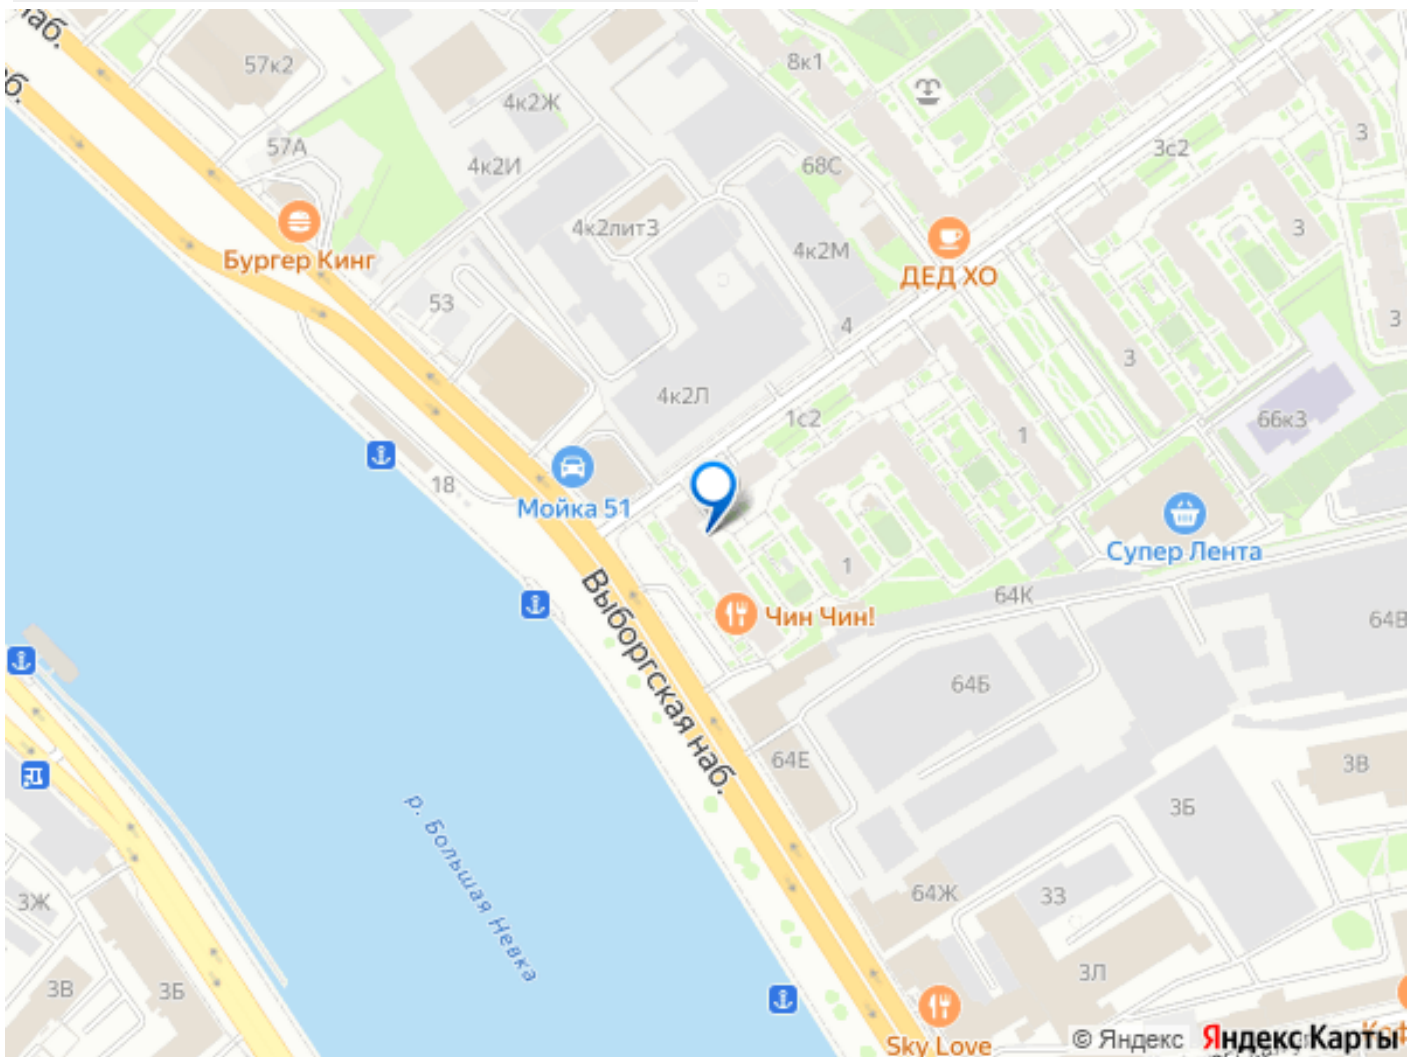 наб.
57к2
8к1
4к2Ж
3
57А
3с2
4к2И
68С
4к2литЗ
3
4к2М
Бургер Кинг
ДЕД ХО
53
4
3
3
4к2Л
1с2
66к3
1
18
Мойка 51
Супер Лента
1
64К
Чин Чин!
64В
Выборгская наб.
64Б
64Е
3В
3Б
р. Большая Невка
64Ж
33
3Ж
3Л
3В
3Б
Sky Love
© Яндекс
Яндекс Карты